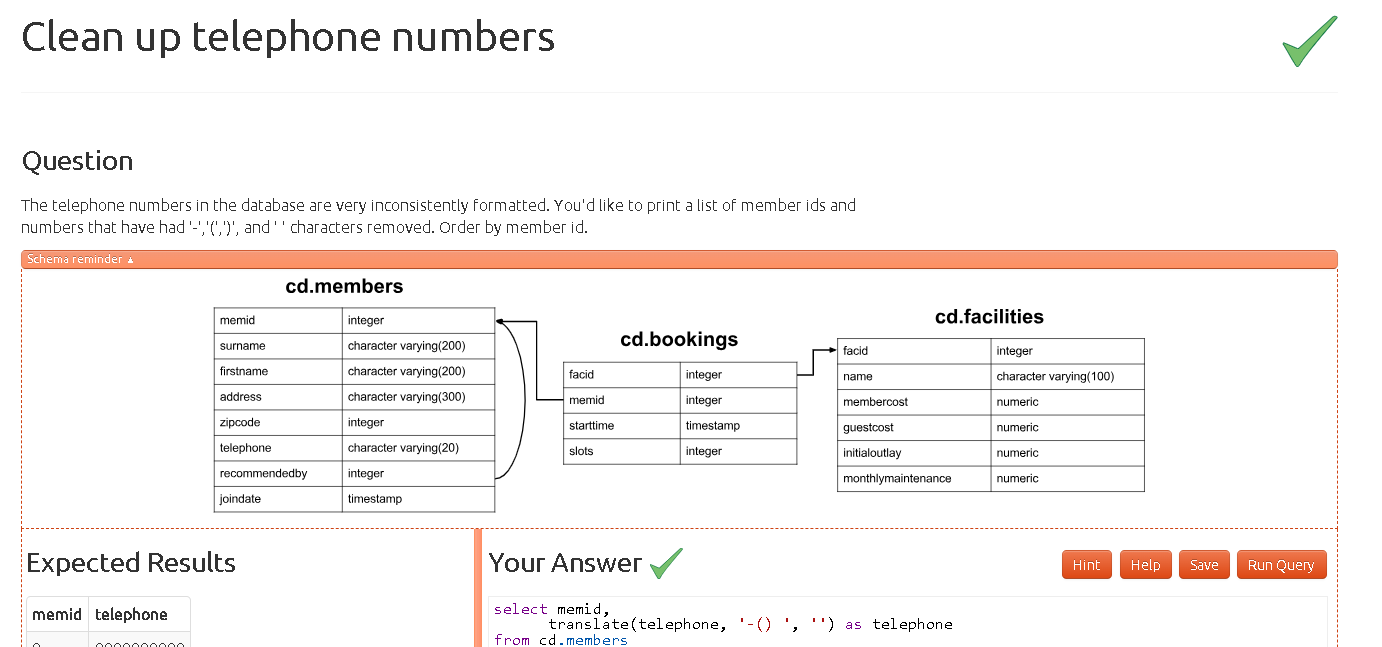 Clean up telephone numbers
Question
The telephone numbers in the database are very inconsistently formatted. You'd like to print a list of member ids and
numbers that have had '-','(',')', and ' ' characters removed. Order by member id.
Schema reminder ▲
cd.members
memid integer
surname character varying(200)
firstname character varying(200)
address character varying(300)
zipcode integer
telephone character varying(20)
recommendedby integer
joindate timestamp
cd.bookings
facid integer
memid integer
starttime timestamp
slots integer
cd.facilities
facid integer
name character varying(100)
membercost numeric
guestcost numeric
initialoutlay numeric
monthlymaintenance numeric
Expected Results
memid telephone
Your Answer
Hint Help Save Run Query
select memid,
translate(telephone, '-() ', '') as telephone
from cd.members